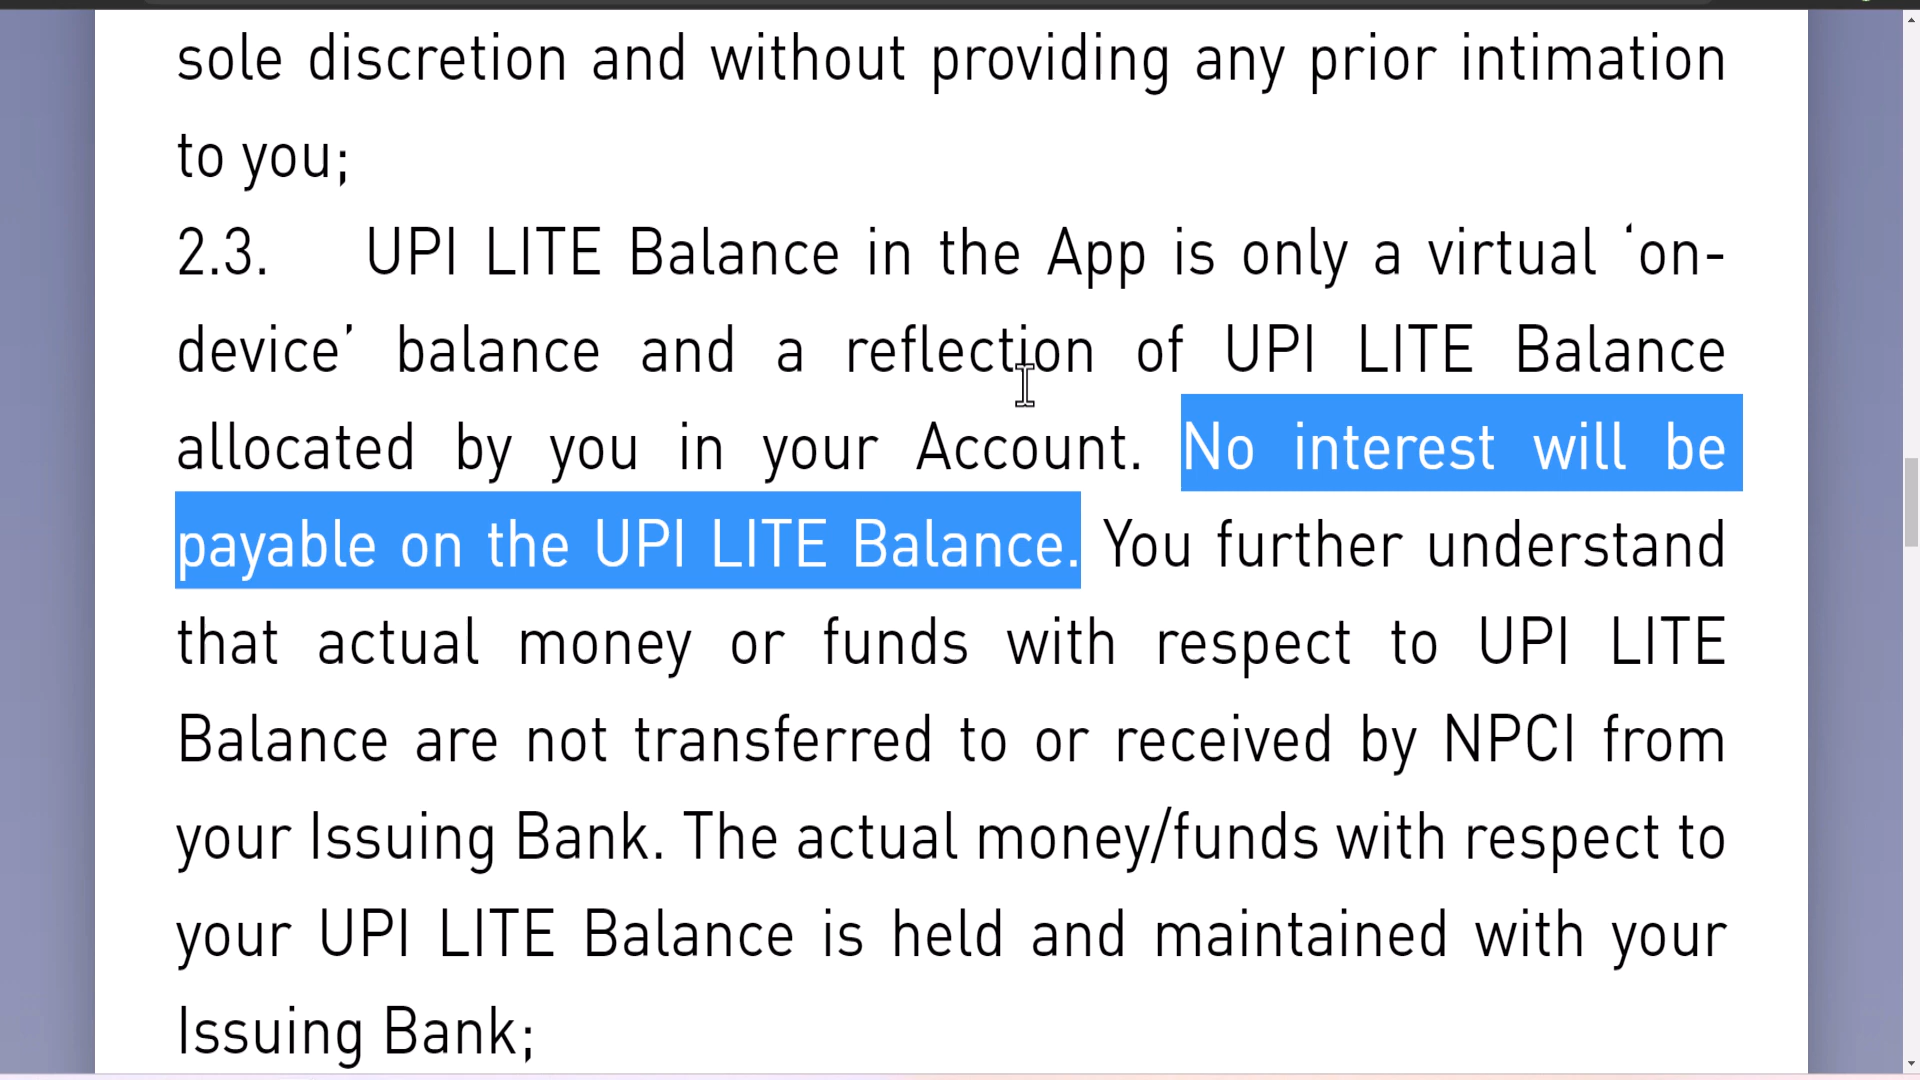 sole discretion and without providing any prior intimation
to you;
2.3. UPI LITE Balance in the App is only a virtual ‘on-
device’ balance and a reflection of UPI LITE Balance
allocated by you in your Account. No interest will be
payable on the UPI LITE Balance. You further understand
that actual money or funds with respect to UPI LITE
Balance are not transferred to or received by NPCI from
your Issuing Bank. The actual money/funds with respect to
your UPI LITE Balance is held and maintained with your
Issuing Bank;